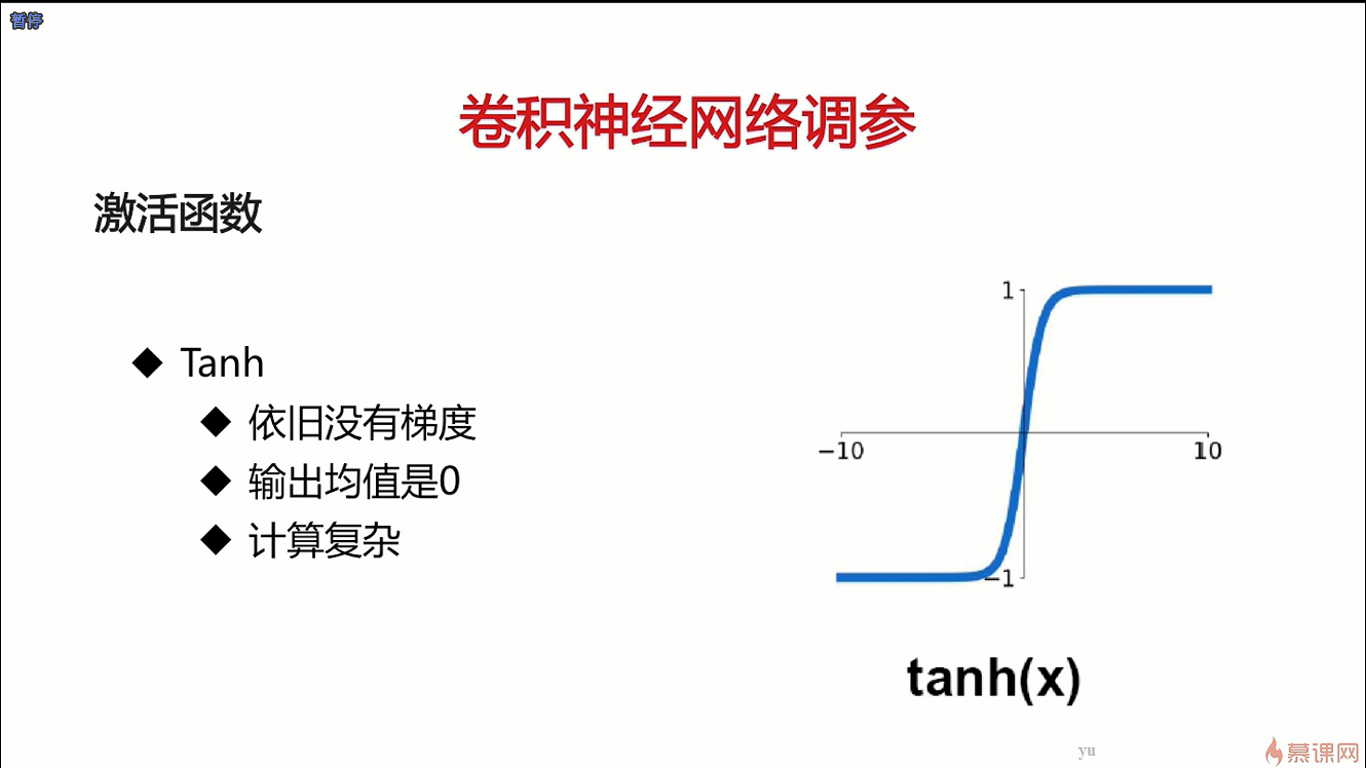 暂停
卷积神经网络调参
激活函数
Tanh
依旧没有梯度
输出均值是0
计算复杂
1
-10
10
-1
tanh(x)
yu
慕课网